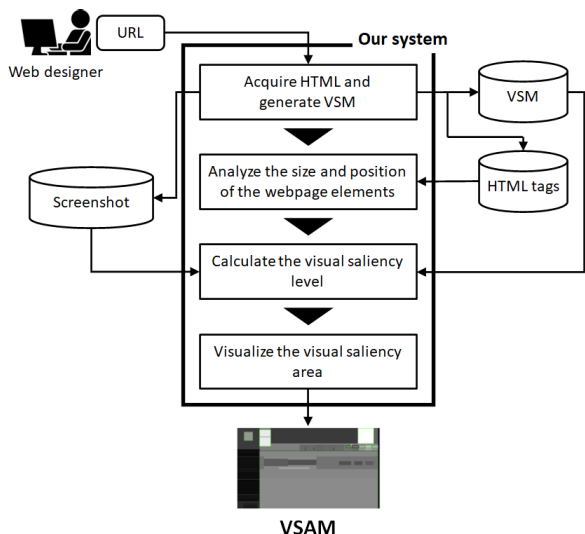 URL
Web designer
Our system
Acquire HTML and
generate VSM
VSM
Analyze the size and position
of the webpage elements
HTML tags
Screenshot
Calculate the visual saliency
level
Visualize the visual saliency
area
VSAM